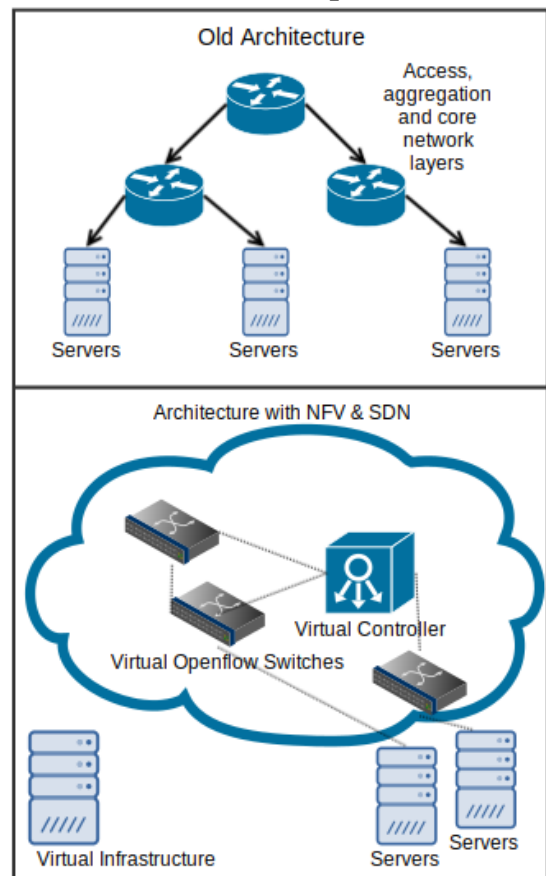 Old Architecture
Access,
aggregation
and core
network
layers
Servers
Servers
Servers
Architecture with NFV & SDN
Virtual Controller
Virtual Openflow Switches
Servers
Virtual Infrastructure
Servers